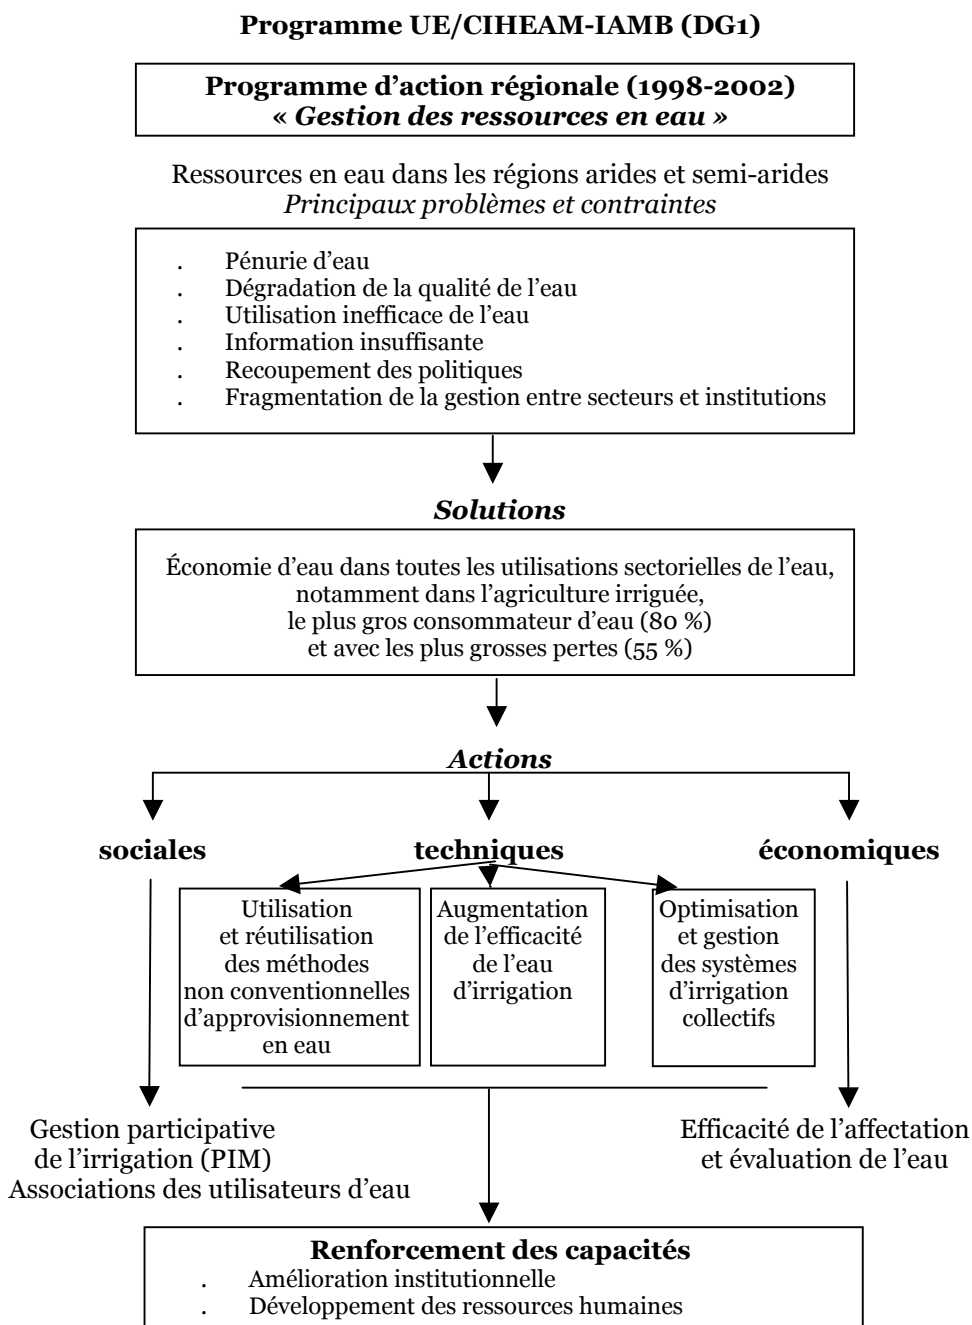 Programme UE/CIHEAM-IAMB (DG1)
Programme d’action régionale (1998-2002)
« Gestion des ressources en eau »
Ressources en eau dans les régions arides et semi-arides
Principaux problèmes et contraintes
. Pénurie d’eau
. Dégradation de la qualité de l’eau
. Utilisation inefficace de l’eau
. Information insuffisante
. Recoupement des politiques
. Fragmentation de la gestion entre secteurs et institutions
Solutions
Économie d’eau dans toutes les utilisations sectorielles de l’eau,
notamment dans l’agriculture irriguée,
le plus gros consommateur d’eau (80 %)
et avec les plus grosses pertes (55 %)
Actions
sociales
techniques
économiques
Utilisation
et réutilisation
des méthodes
non conventionnelles
d’approvisionnement
en eau
Augmentation
de l’efficacité
de l’eau
d’irrigation
Optimisation
et gestion
des systèmes
d’irrigation
collectifs
Gestion participative
de l’irrigation (PIM)
Associations des utilisateurs d’eau
Efficacité de l’affectation
et évaluation de l’eau
Renforcement des capacités
. Amélioration institutionnelle
. Développement des ressources humaines